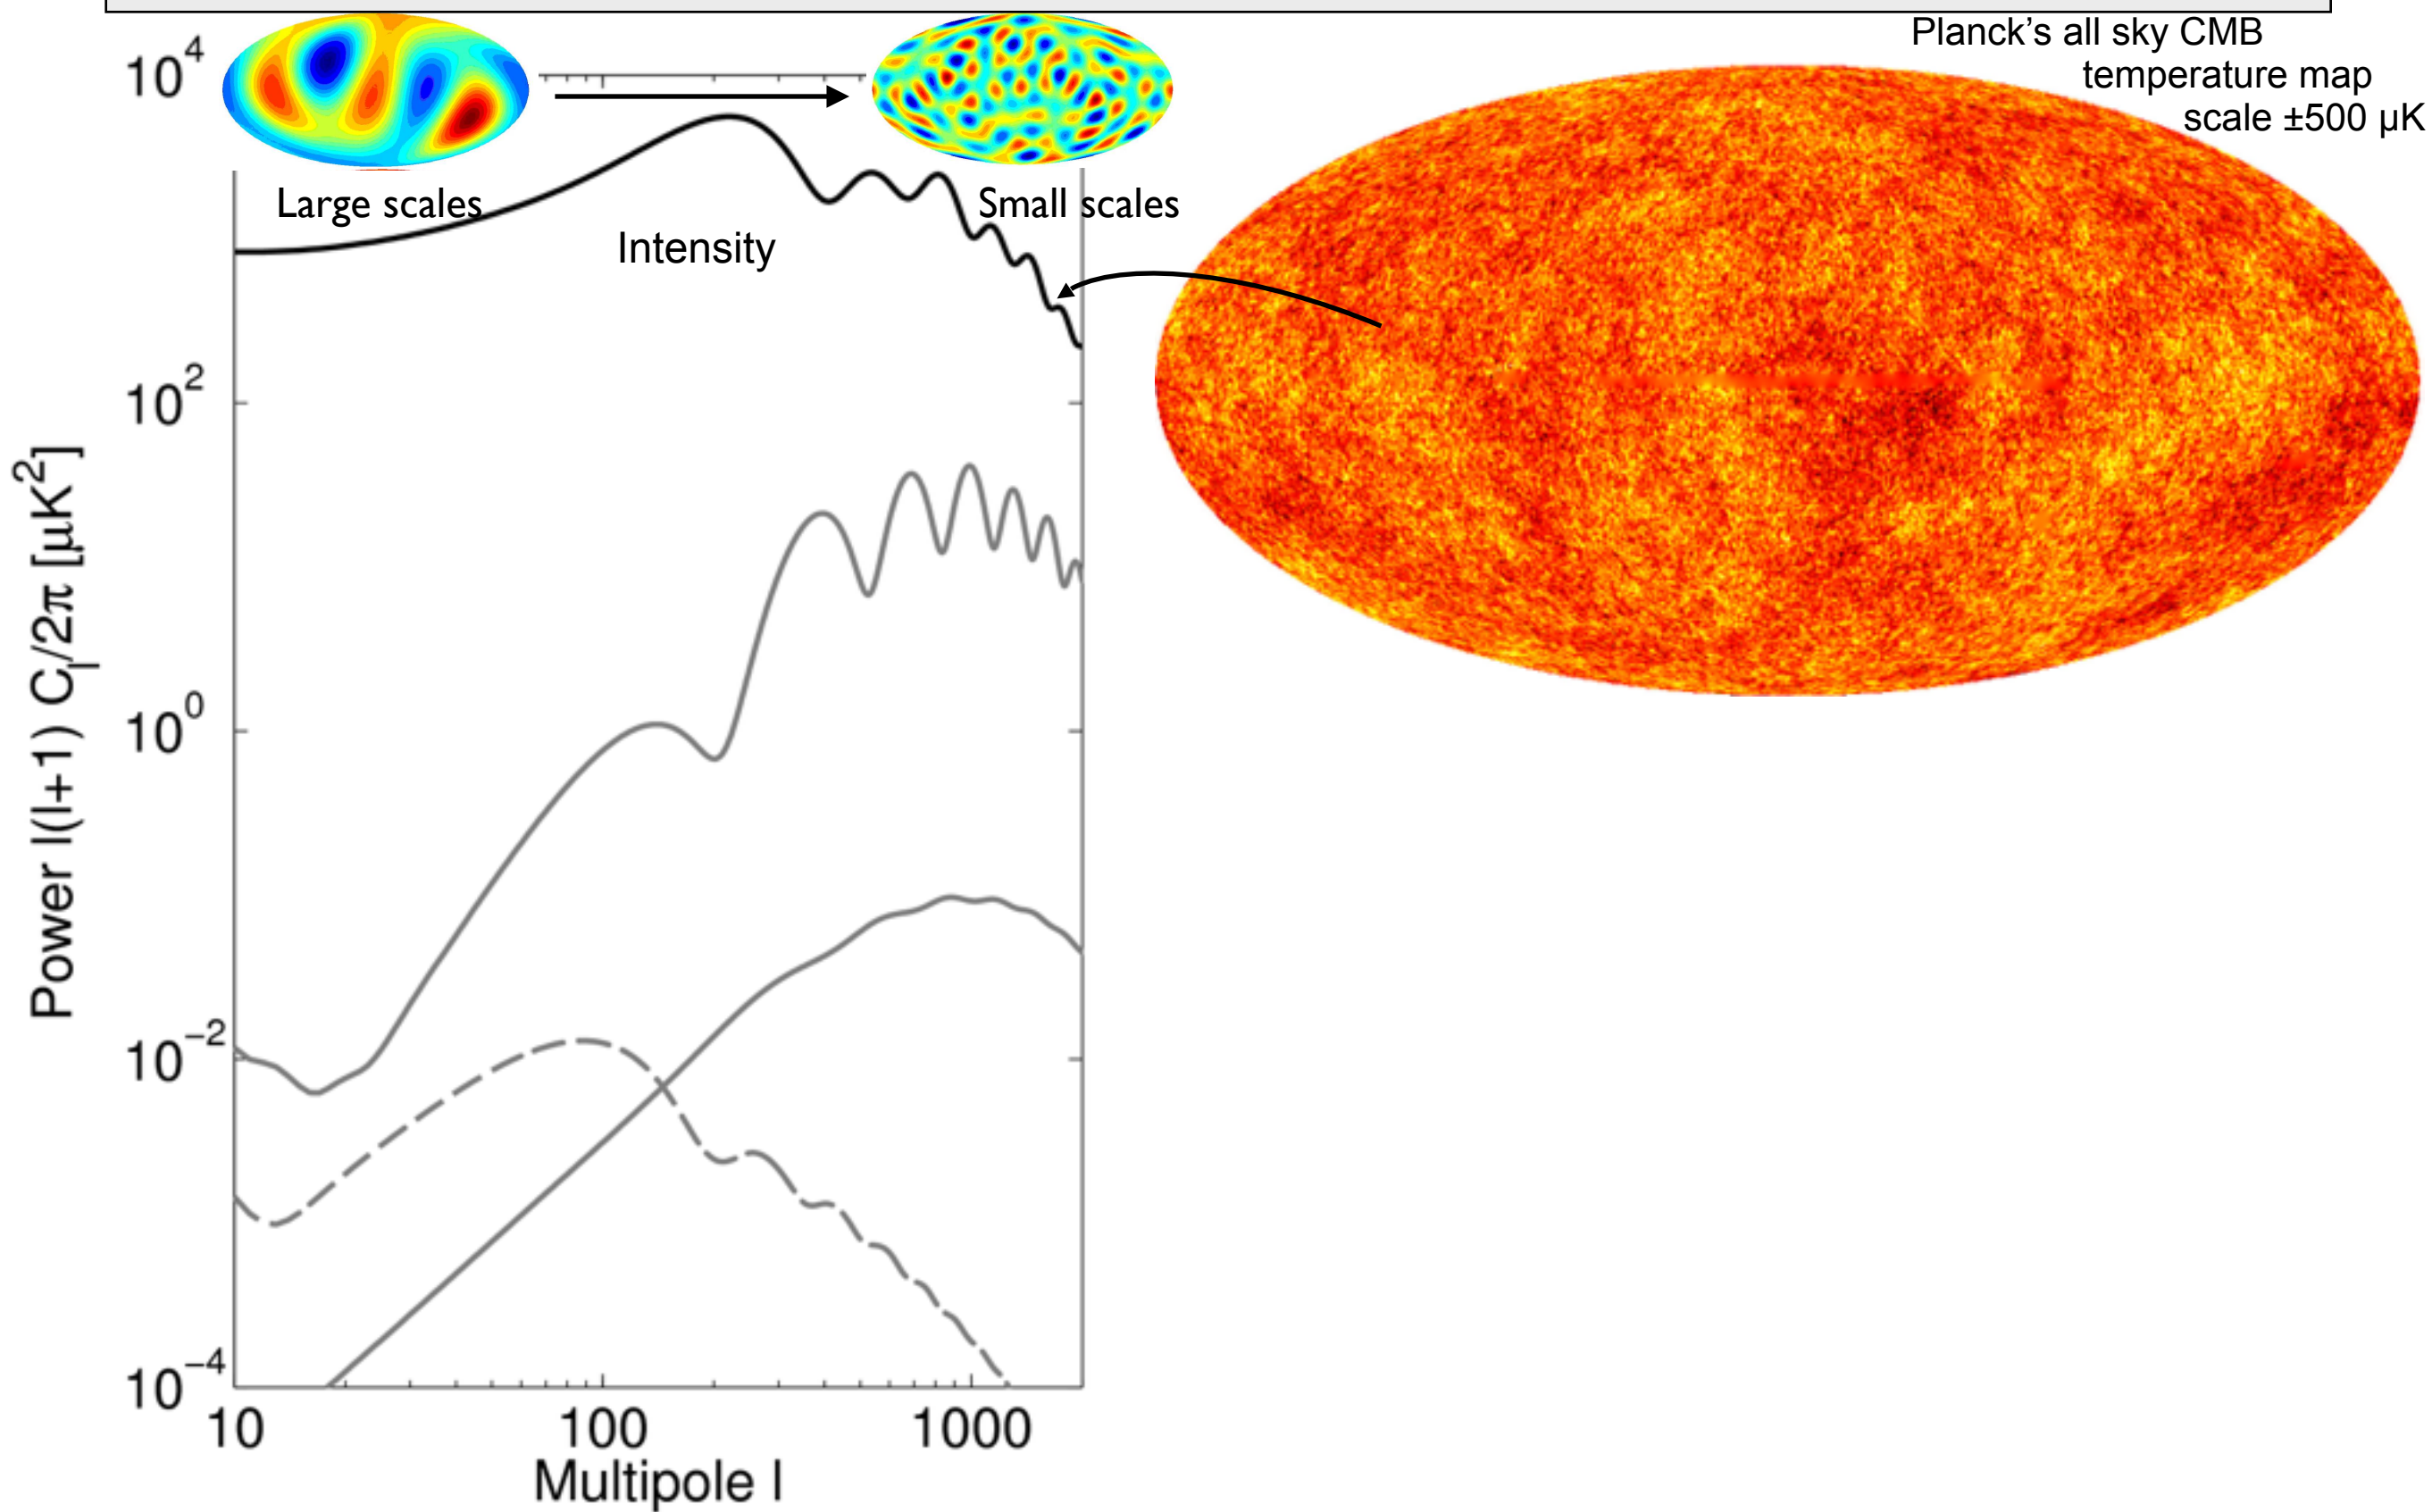 Planck's all sky CMB
temperature map
scale ±500 µK
Large scales
Small scales
Intensity
10⁴
10²
10⁰
10⁻²
10⁻⁴
Power l(l+1) Cₗ/2π [µK²]
10 100 1000
Multipole l